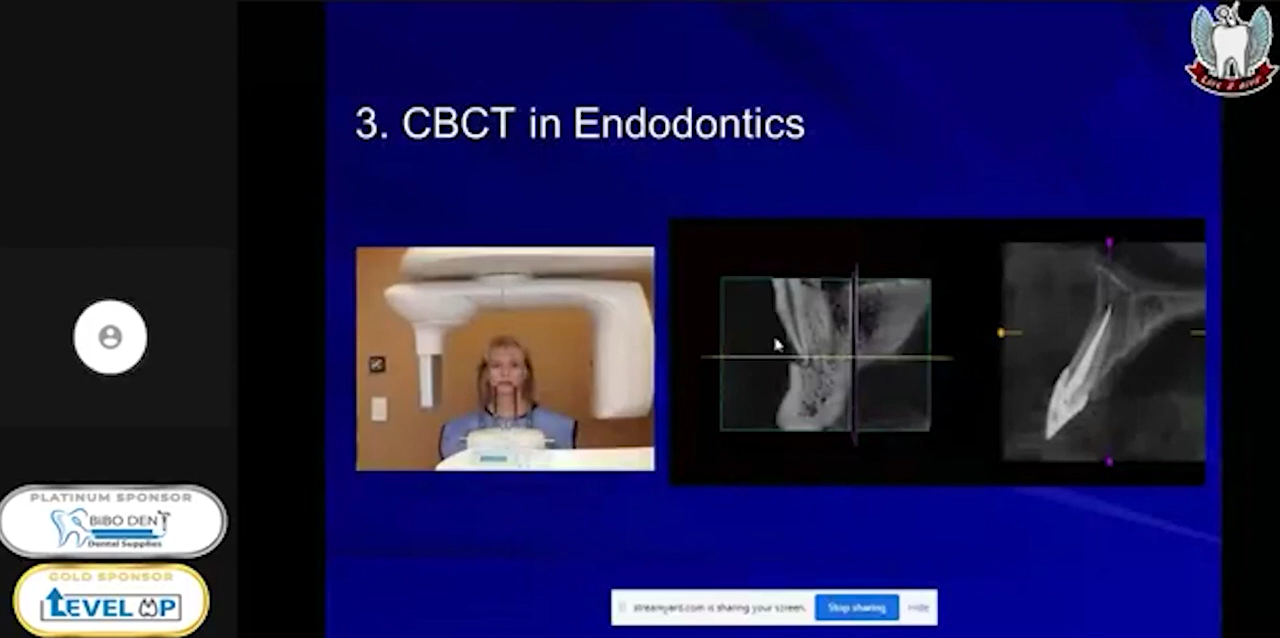 3. CBCT in Endodontics
PLATINUM SPONSOR
BiBO DENT
Dental Supplies
GOLD SPONSOR
LEVEL UP
streamyard.com is sharing your screen.
Stop sharing
Hide